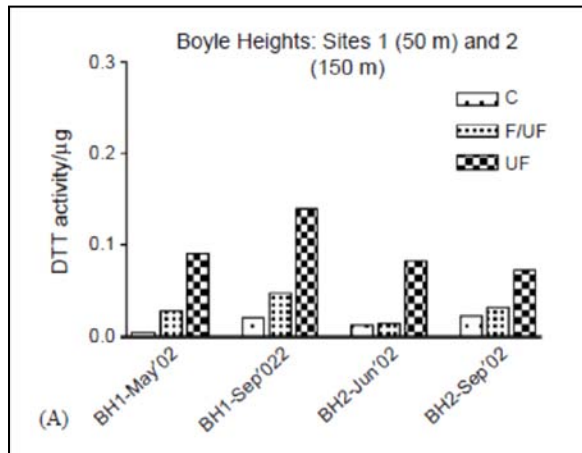 Boyle Heights: Sites 1 (50 m) and 2
(150 m)
0.3
0.2
0.1
0.0
DTT activity/µg
C
F/UF
UF
BH1-May'02
BH1-Sep'022
BH2-Jun'02
BH2-Sep'02
(A)